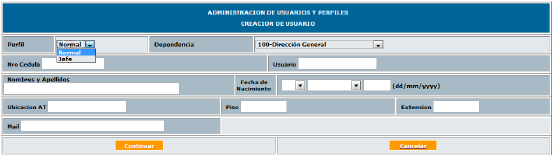 ADMINISTRACION DE USUARIOS Y PERFILES
CREACION DE USUARIO
Perfil Normal Dependencia 100-Dirección General
Normal
Jefe
Nro Cedula Usuario
Nombres y Apellidos Fecha de Nacimiento (dd/mm/yyyy)
Ubicacion AT Piso Extension
Mail
Continuar Cancelar